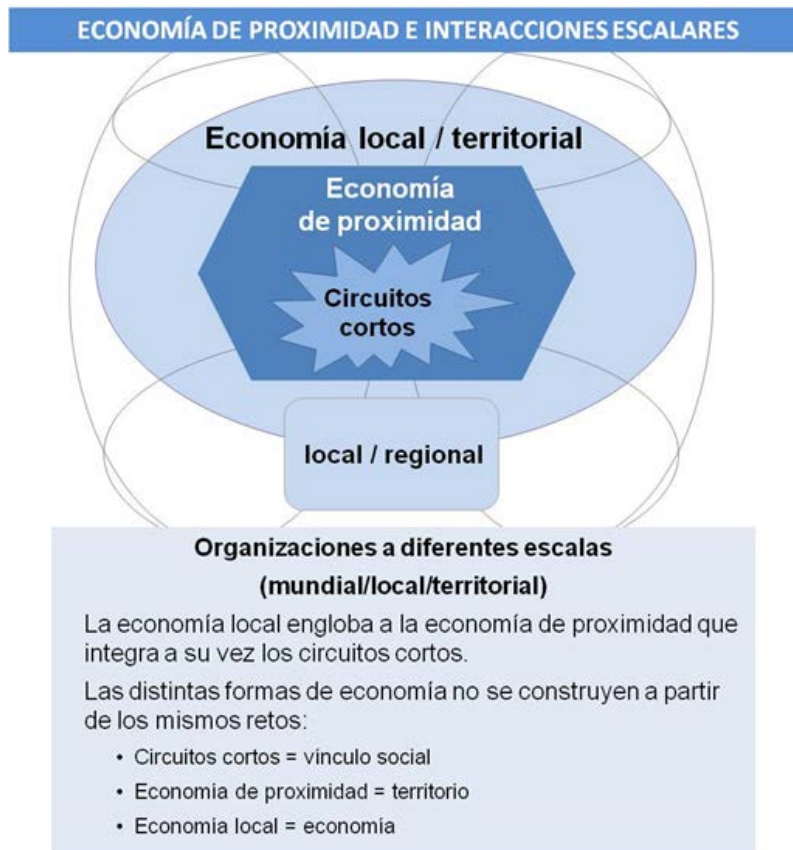 ECONOMÍA DE PROXIMIDAD E INTERACCIONES ESCALARES
Economía local / territorial
Economía
de proximidad
Circuitos
cortos
local / regional
Organizaciones a diferentes escalas
(mundial/local/territorial)
La economía local engloba a la economía de proximidad que
integra a su vez los circuitos cortos.
Las distintas formas de economía no se construyen a partir
de los mismos retos:
• Circuitos cortos = vínculo social
• Economía de proximidad = territorio
• Economía local = economía